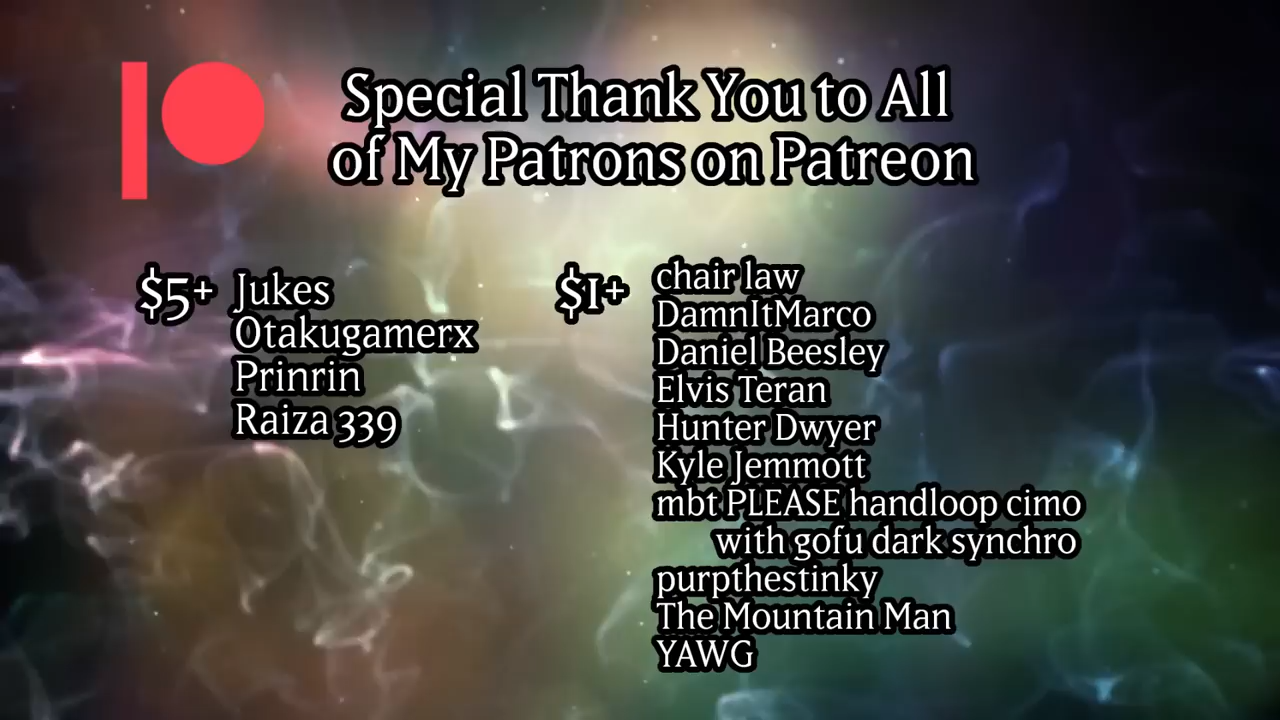 Special Thank You to All
of My Patrons on Patreon
$5+
Jukes
Otakugamerx
Prinrin
Raiza 339
$1+
chair law
DamnItMarco
Daniel Beesley
Elvis Teran
Hunter Dwyer
Kyle Jemmott
mbt PLEASE handloop cimo
with gofu dark synchro
purpthestinky
The Mountain Man
YAWG